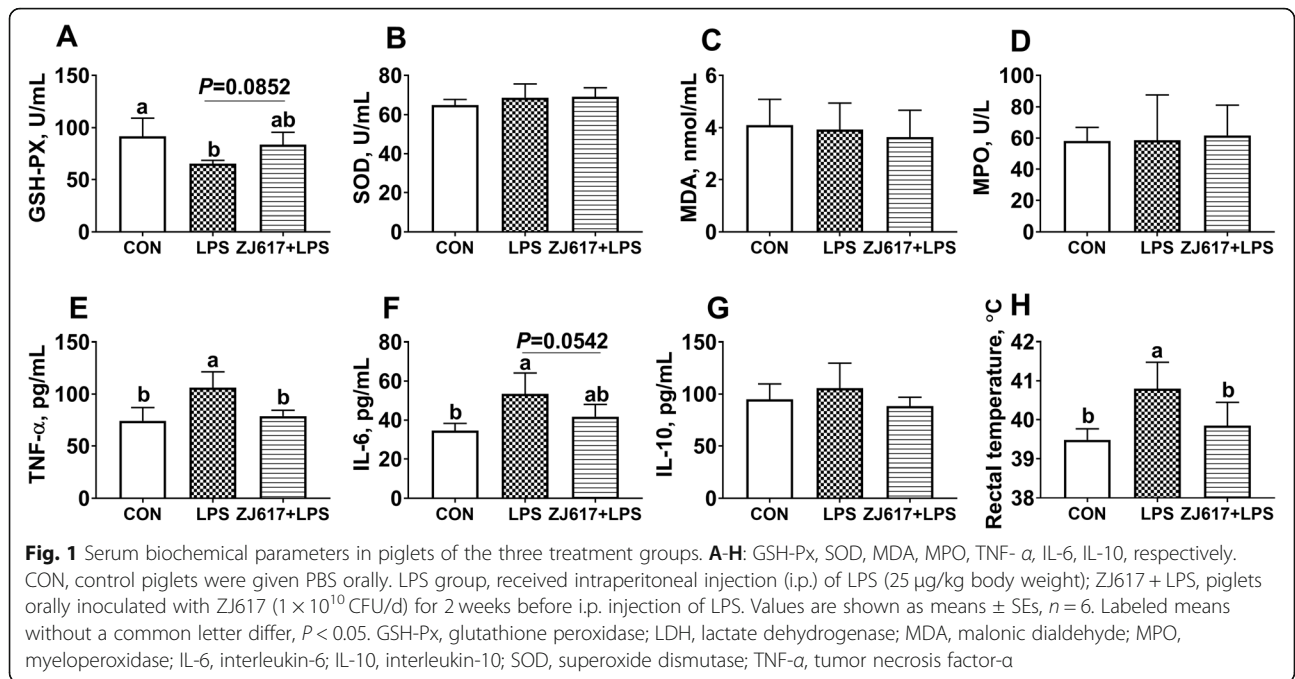 A
B
C
D
GSH-PX, U/mL
150
100
50
0
a
b
ab
P=0.0852
CON
LPS
ZJ617+LPS
SOD, U/mL
80
60
40
20
0
CON
LPS
ZJ617+LPS
MDA, nmol/mL
6
4
2
0
CON
LPS
ZJ617+LPS
MPO, U/L
100
80
60
40
20
0
CON
LPS
ZJ617+LPS
E
F
G
H
TNF-α, pg/mL
150
100
50
0
b
a
b
CON
LPS
ZJ617+LPS
IL-6, pg/mL
80
60
40
20
0
b
a
ab
P=0.0542
CON
LPS
ZJ617+LPS
IL-10, pg/mL
150
100
50
0
CON
LPS
ZJ617+LPS
Rectal temperature, °C
42
41
40
39
38
b
a
b
CON
LPS
ZJ617+LPS
Fig. 1 Serum biochemical parameters in piglets of the three treatment groups. A-H: GSH-Px, SOD, MDA, MPO, TNF- α, IL-6, IL-10, respectively.
CON, control piglets were given PBS orally. LPS group, received intraperitoneal injection (i.p.) of LPS (25 μg/kg body weight); ZJ617 + LPS, piglets
orally inoculated with ZJ617 (1 × 10¹⁰ CFU/d) for 2 weeks before i.p. injection of LPS. Values are shown as means ± SEs, n = 6. Labeled means
without a common letter differ, P < 0.05. GSH-Px, glutathione peroxidase; LDH, lactate dehydrogenase; MDA, malonic dialdehyde; MPO,
myeloperoxidase; IL-6, interleukin-6; IL-10, interleukin-10; SOD, superoxide dismutase; TNF-α, tumor necrosis factor-α